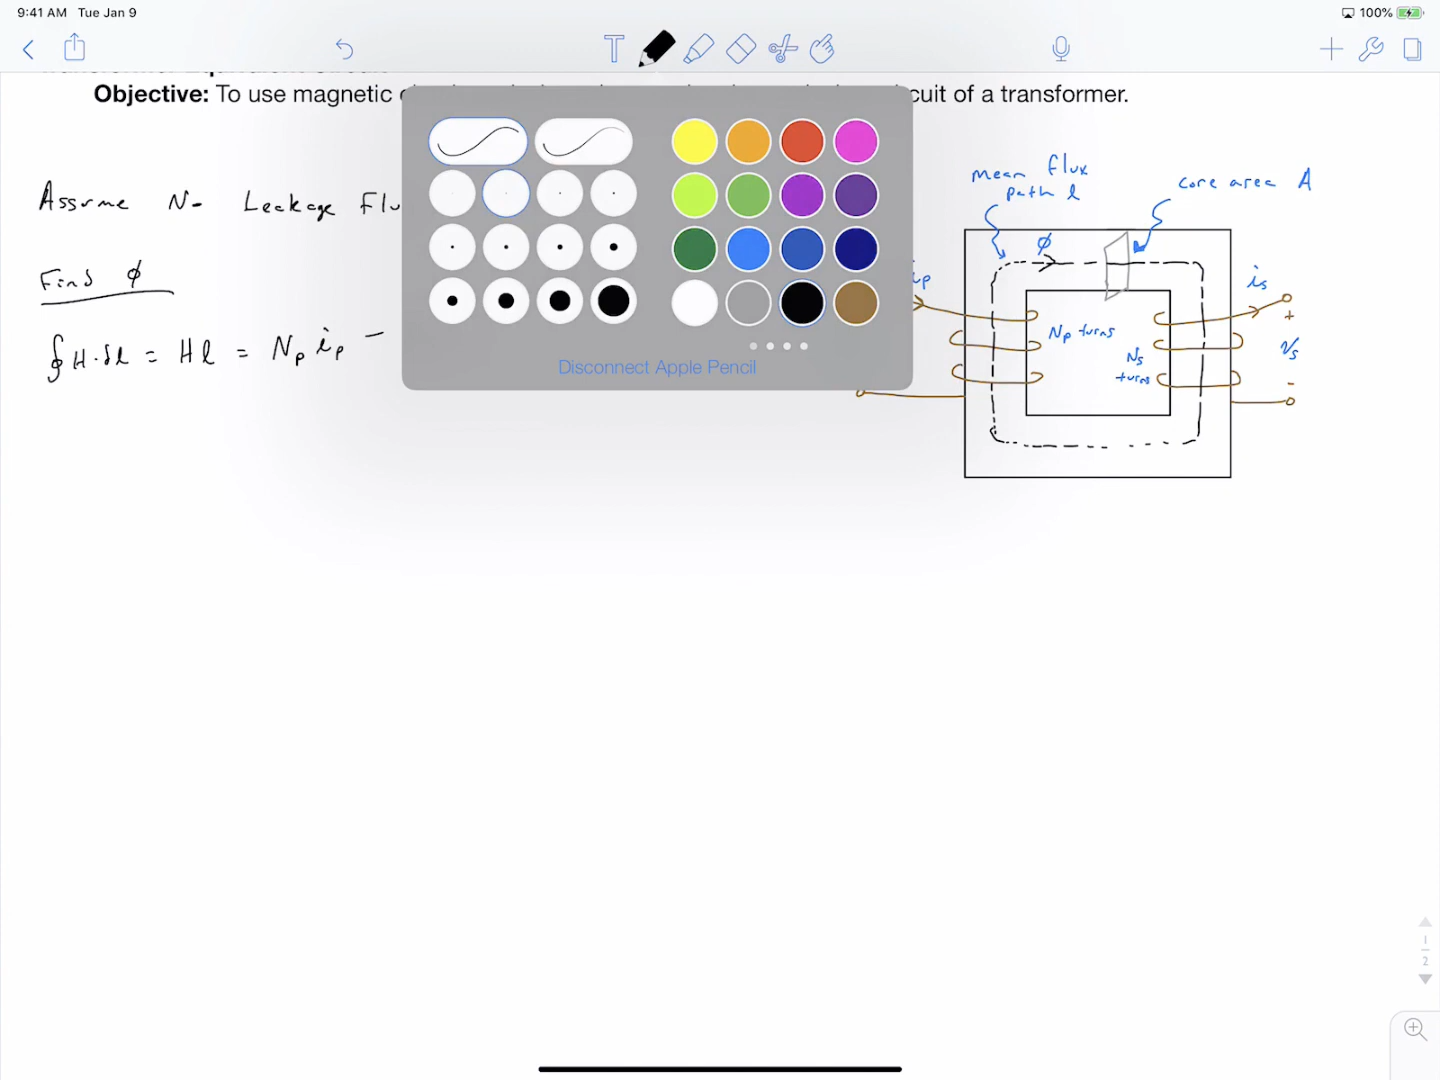 9:41 AM Tue Jan 9
100%
Objective: To use magnetic
cuit of a transformer.
Assume No Leakage Flu
Find ϕ
∮H·dl = Hl = Np ip −
Disconnect Apple Pencil
mean flux
path l
core area A
ϕ
ip
is
Np turns
Ns
turns
+
Vs
-
1
2